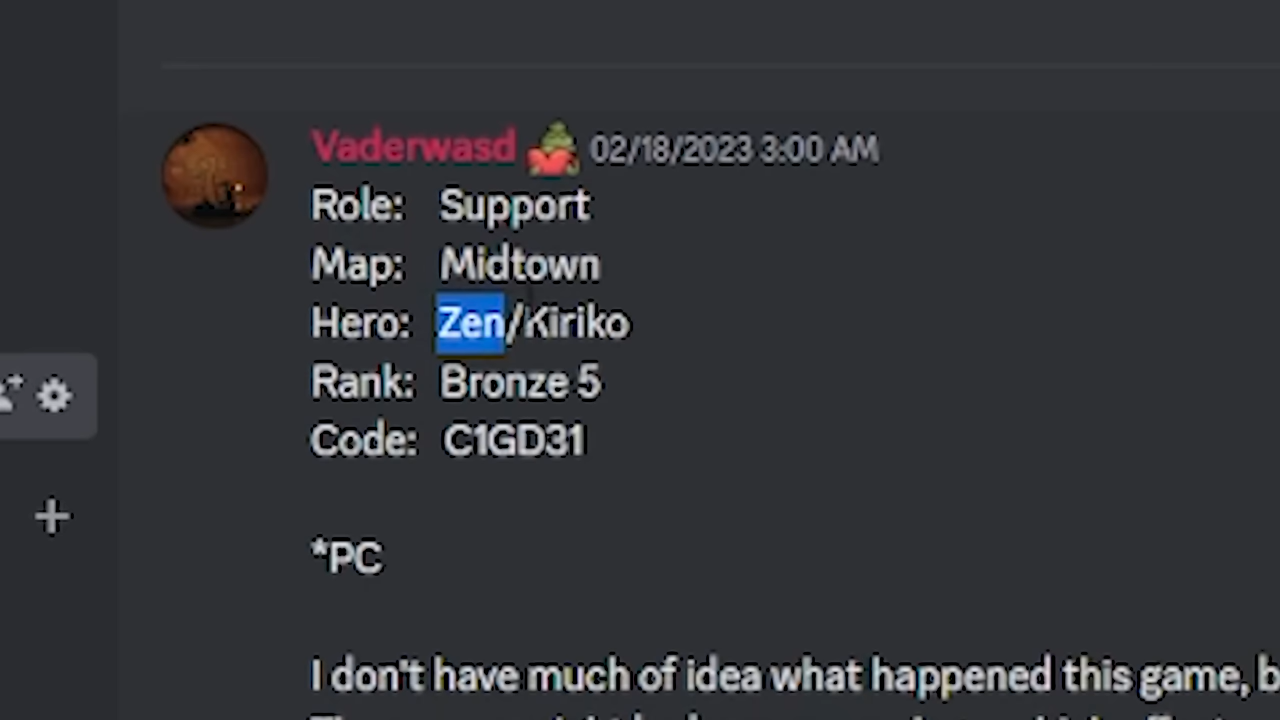 Vaderwasd 02/18/2023 3:00 AM
Role: Support
Map: Midtown
Hero: Zen/Kiriko
Rank: Bronze 5
Code: C1GD31
*PC
I don't have much of idea what happened this game, b